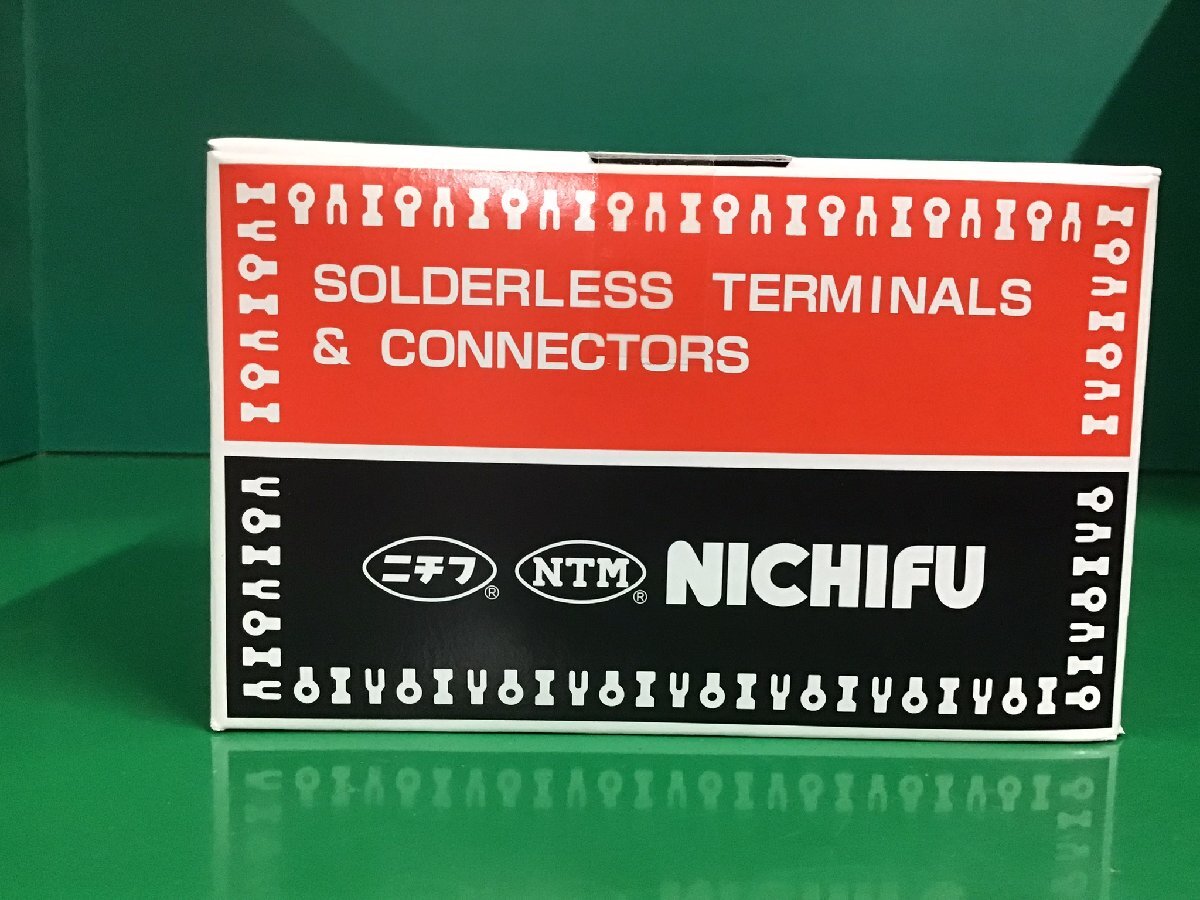 SOLDERLESS TERMINALS
& CONNECTORS
ニチフ ® NTM ® NICHIFU